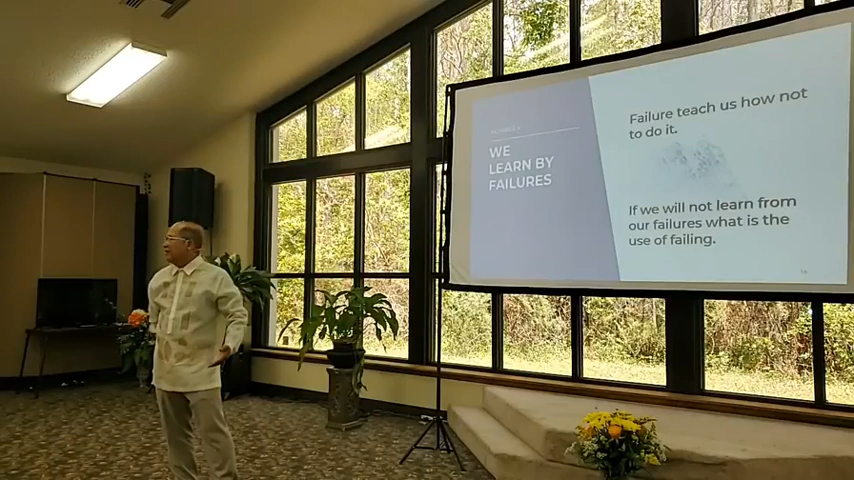 WE
LEARN BY
FAILURES
Failure teach us how not
to do it.
If we will not learn from
our failures what is the
use of failing.